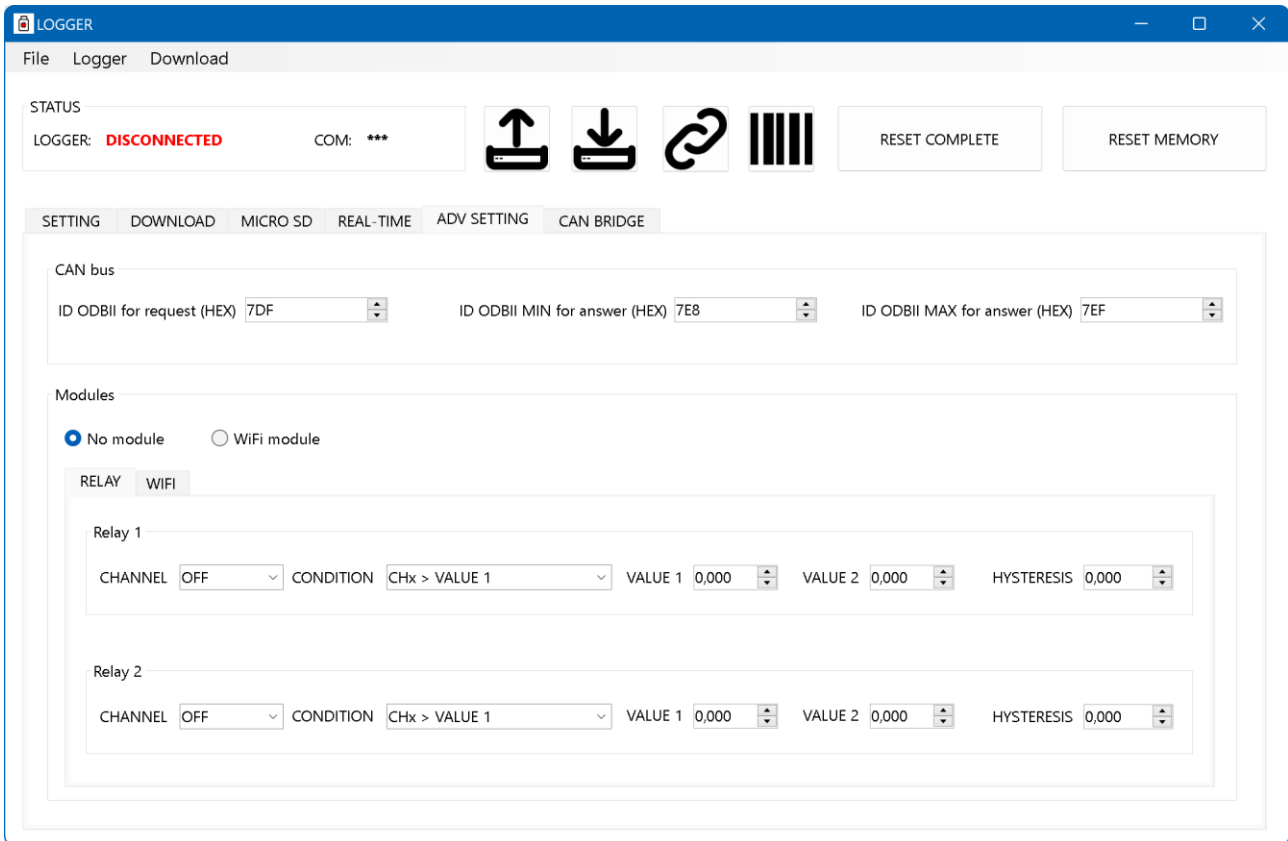 LOGGER
File Logger Download
STATUS
LOGGER: DISCONNECTED COM: ***
RESET COMPLETE RESET MEMORY
SETTING DOWNLOAD MICRO SD REAL-TIME ADV SETTING CAN BRIDGE
CAN bus
ID ODBII for request (HEX) 7DF ID ODBII MIN for answer (HEX) 7E8 ID ODBII MAX for answer (HEX) 7EF
Modules
No module WiFi module
RELAY WIFI
Relay 1
CHANNEL OFF CONDITION CHx > VALUE 1 VALUE 1 0,000 VALUE 2 0,000 HYSTERESIS 0,000
Relay 2
CHANNEL OFF CONDITION CHx > VALUE 1 VALUE 1 0,000 VALUE 2 0,000 HYSTERESIS 0,000